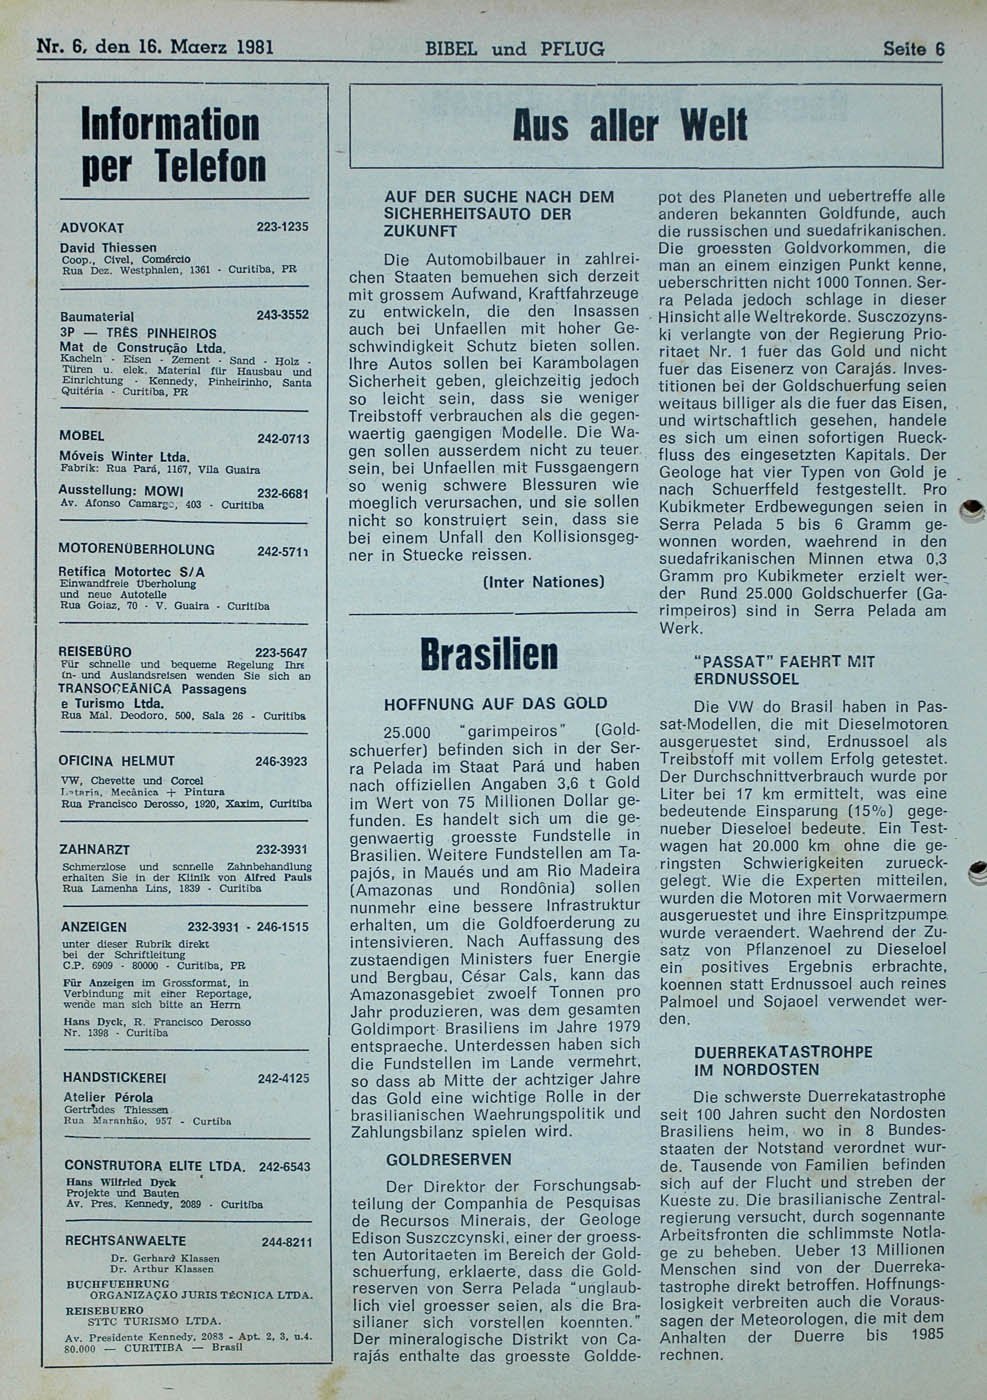 Nr. 6, den 16. Maerz 1981
BIBEL und PFLUG
Seite 6
Information
per Telefon
ADVOKAT 223-1235
David Thiessen
Coop., Civel, Comércio
Rua Dez. Westphalen, 1361 - Curitiba, PR
Baumaterial 243-3552
3P — TRÊS PINHEIROS
Mat de Construção Ltda.
Kacheln - Eisen - Zement - Sand - Holz -
Türen u. elek. Material für Hausbau und
Einrichtung - Kennedy, Pinheirinho, Santa
Quitéria - Curitiba, PR
MOBEL 242-0713
Móveis Winter Ltda.
Fabrik: Rua Pará, 1167, Vila Guaira
Ausstellung: MOWI 232-6681
Av. Afonso Camargo, 403 - Curitiba
MOTORENÜBERHOLUNG 242-5711
Retífica Motortec S/A
Einwandfreie Überholung
und neue Autoteile
Rua Goiaz, 70 - V. Guaira - Curitiba
REISEBÜRO 223-5647
Für schnelle und bequeme Regelung Ihre
In- und Auslandsreisen wenden Sie sich an
TRANSOCEÂNICA Passagens
e Turismo Ltda.
Rua Mal. Deodoro, 500, Sala 26 - Curitiba
OFICINA HELMUT 246-3923
VW, Chevette und Corcel
Lataria, Mecânica + Pintura
Rua Francisco Derosso, 1920, Xaxim, Curitiba
ZAHNARZT 232-3931
Schmerzlose und schnelle Zahnbehandlung
erhalten Sie in der Klinik von Alfred Pauls
Rua Lamenha Lins, 1839 - Curitiba
ANZEIGEN 232-3931 - 246-1515
unter dieser Rubrik direkt
bei der Schriftleitung
C.P. 6909 - 80000 - Curitiba, PR
Für Anzeigen im Grossformat, in
Verbindung mit einer Reportage,
wende man sich bitte an Herrn
Hans Dyck, R. Francisco Derosso
Nr. 1398 - Curitiba
HANDSTICKEREI 242-4125
Atelier Pérola
Gertrudes Thiessen
Rua Maranhão, 957 - Curtiba
CONSTRUTORA ELITE LTDA. 242-6543
Hans Wilfried Dyck
Projekte und Bauten
Av. Pres. Kennedy, 2089 - Curitiba
RECHTSANWAELTE 244-8211
Dr. Gerhard Klassen
Dr. Arthur Klassen
BUCHFUEHRUNG
ORGANIZAÇÃO JURIS TÉCNICA LTDA.
REISEBUERO
STTC TURISMO LTDA.
Av. Presidente Kennedy, 2083 - Apt. 2, 3, u.4.
80.000 — CURITIBA — Brasil
Aus aller Welt
AUF DER SUCHE NACH DEM
SICHERHEITSAUTO DER
ZUKUNFT
Die Automobilbauer in zahlrei-
chen Staaten bemuehen sich derzeit
mit grossem Aufwand, Kraftfahrzeuge
zu entwickeln, die den Insassen
auch bei Unfaellen mit hoher Ge-
schwindigkeit Schutz bieten sollen.
Ihre Autos sollen bei Karambolagen
Sicherheit geben, gleichzeitig jedoch
so leicht sein, dass sie weniger
Treibstoff verbrauchen als die gegen-
waertig gaengigen Modelle. Die Wa-
gen sollen ausserdem nicht zu teuer
sein, bei Unfaellen mit Fussgaengern
so wenig schwere Blessuren wie
moeglich verursachen, und sie sollen
nicht so konstruiert sein, dass sie
bei einem Unfall den Kollisionsgeg-
ner in Stuecke reissen.
(Inter Nationes)
Brasilien
HOFFNUNG AUF DAS GOLD
25.000 "garimpeiros" (Gold-
schuerfer) befinden sich in der Ser-
ra Pelada im Staat Pará und haben
nach offiziellen Angaben 3,6 t Gold
im Wert von 75 Millionen Dollar ge-
funden. Es handelt sich um die ge-
genwaertig groesste Fundstelle in
Brasilien. Weitere Fundstellen am Ta-
pajós, in Maués und am Rio Madeira
(Amazonas und Rondônia) sollen
nunmehr eine bessere Infrastruktur
erhalten, um die Goldfoerderung zu
intensivieren. Nach Auffassung des
zustaendigen Ministers fuer Energie
und Bergbau, César Cals, kann das
Amazonasgebiet zwoelf Tonnen pro
Jahr produzieren, was dem gesamten
Goldimport Brasiliens im Jahre 1979
entspraeche. Unterdessen haben sich
die Fundstellen im Lande vermehrt,
so dass ab Mitte der achtziger Jahre
das Gold eine wichtige Rolle in der
brasilianischen Waehrungspolitik und
Zahlungsbilanz spielen wird.
GOLDRESERVEN
Der Direktor der Forschungsab-
teilung der Companhia de Pesquisas
de Recursos Minerais, der Geologe
Edison Suszczcynski, einer der groess-
ten Autoritaeten im Bereich der Gold-
schuerfung, erklaerte, dass die Gold-
reserven von Serra Pelada "unglaub-
lich viel groesser seien, als die Bra-
silianer sich vorstellen koennten."
Der mineralogische Distrikt von Ca-
rajás enthalte das groesste Goldde-
pot des Planeten und uebertreffe alle
anderen bekannten Goldfunde, auch
die russischen und suedafrikanischen.
Die groessten Goldvorkommen, die
man an einem einzigen Punkt kenne,
ueberschritten nicht 1000 Tonnen. Ser-
ra Pelada jedoch schlage in dieser
Hinsicht alle Weltrekorde. Susczozyns-
ki verlangte von der Regierung Prio-
ritaet Nr. 1 fuer das Gold und nicht
fuer das Eisenerz von Carajás. Inves-
titionen bei der Goldschuerfung seien
weitaus billiger als die fuer das Eisen,
und wirtschaftlich gesehen, handele
es sich um einen sofortigen Rueck-
fluss des eingesetzten Kapitals. Der
Geologe hat vier Typen von Gold je
nach Schuerffeld festgestellt. Pro
Kubikmeter Erdbewegungen seien in
Serra Pelada 5 bis 6 Gramm ge-
wonnen worden, waehrend in den
suedafrikanischen Minnen etwa 0,3
Gramm pro Kubikmeter erzielt wer-
den Rund 25.000 Goldschuerfer (Ga-
rimpeiros) sind in Serra Pelada am
Werk.
"PASSAT" FAEHRT MIT
ERDNUSSOEL
Die VW do Brasil haben in Pas-
sat-Modellen, die mit Dieselmotoren
ausgeruestet sind, Erdnussoel als
Treibstoff mit vollem Erfolg getestet.
Der Durchschnittverbrauch wurde por
Liter bei 17 km ermittelt, was eine
bedeutende Einsparung (15%) gege-
nueber Dieseloel bedeute. Ein Test-
wagen hat 20.000 km ohne die ge-
ringsten Schwierigkeiten zurueck-
gelegt. Wie die Experten mitteilen,
wurden die Motoren mit Vorwaermern
ausgeruestet und ihre Einspritzpumpe
wurde veraendert. Waehrend der Zu-
satz von Pflanzenoel zu Dieseloel
ein positives Ergebnis erbrachte,
koennen statt Erdnussoel auch reines
Palmoel und Sojaoel verwendet wer-
den.
DUERREKATASTROHPE
IM NORDOSTEN
Die schwerste Duerrekatastrophe
seit 100 Jahren sucht den Nordosten
Brasiliens heim, wo in 8 Bundes-
staaten der Notstand verordnet wur-
de. Tausende von Familien befinden
sich auf der Flucht und streben der
Kueste zu. Die brasilianische Zentral-
regierung versucht, durch sogennante
Arbeitsfronten die schlimmste Notla-
ge zu beheben. Ueber 13 Millionen
Menschen sind von der Duerreka-
tastrophe direkt betroffen. Hoffnungs-
losigkeit verbreiten auch die Voraus-
sagen der Meteorologen, die mit dem
Anhalten der Duerre bis 1985
rechnen.